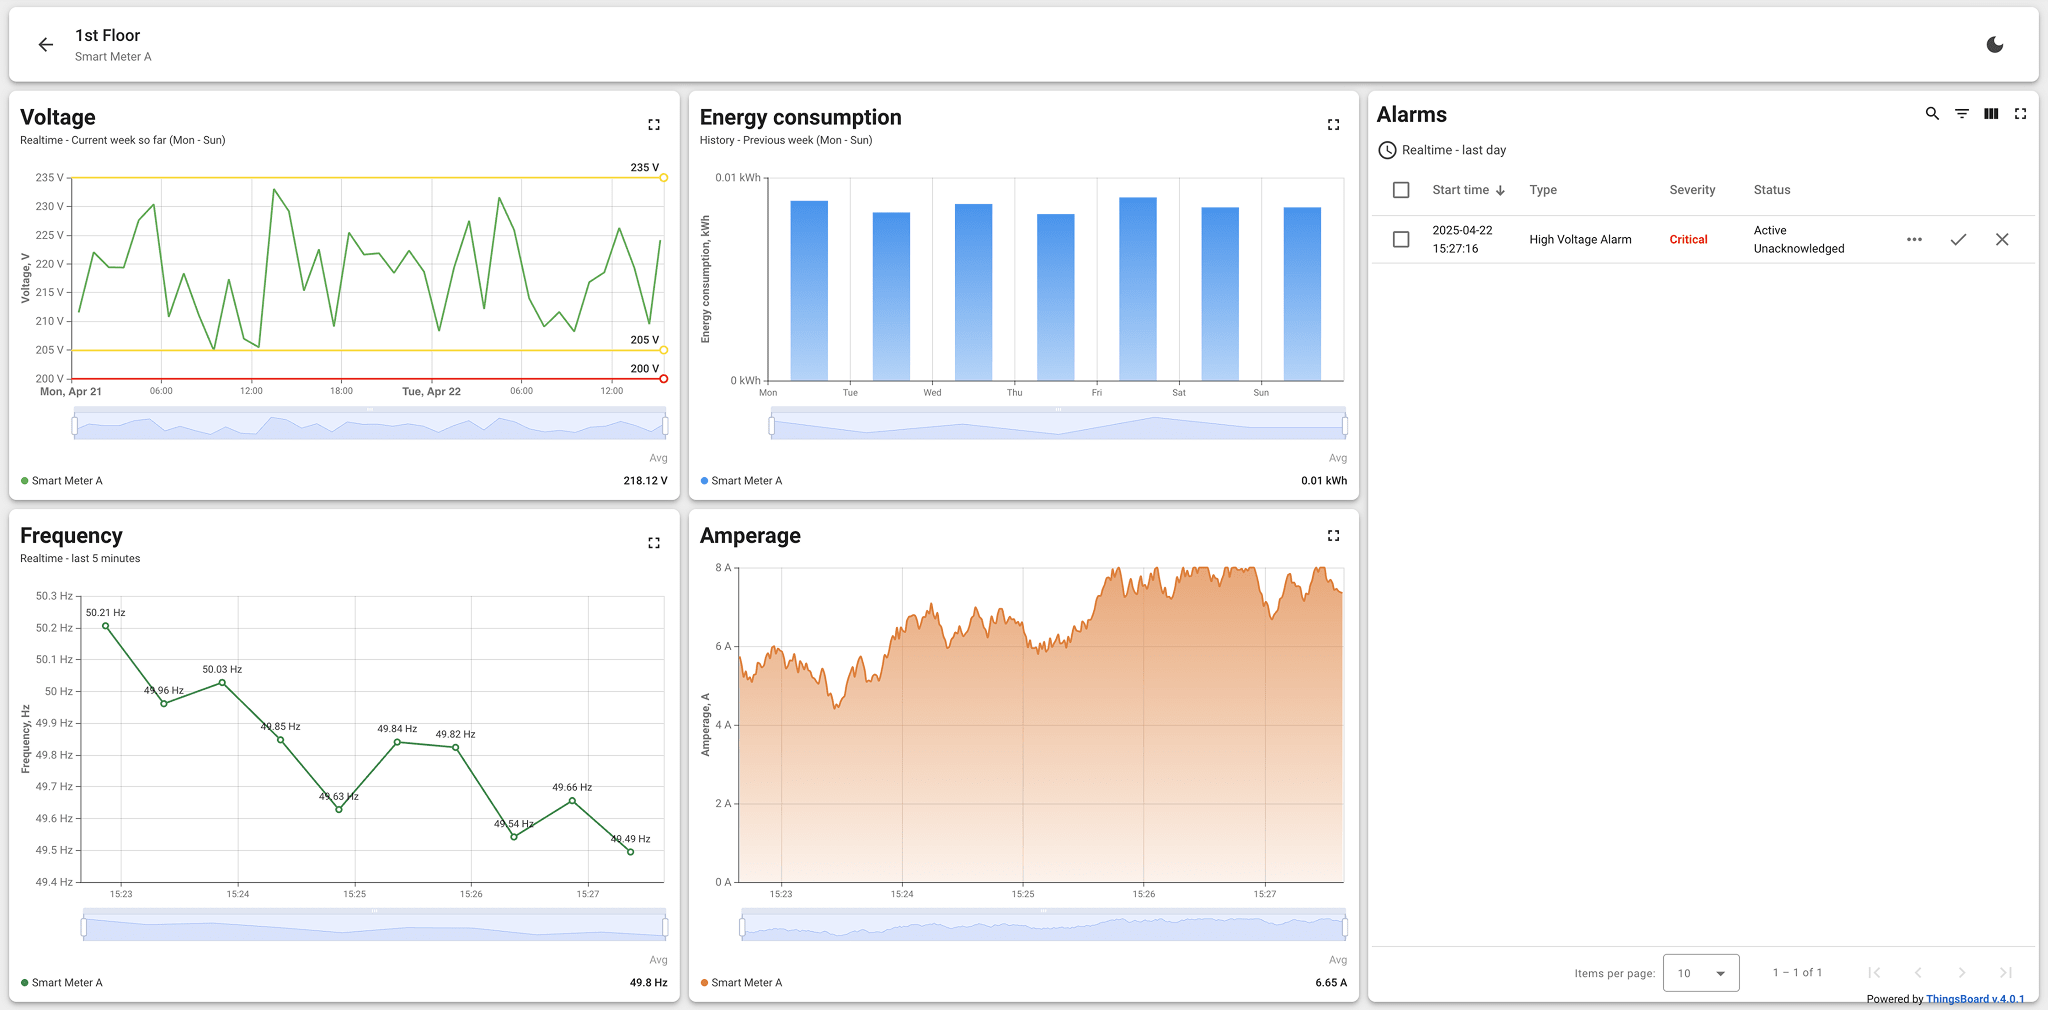 1st Floor
Smart Meter A
Voltage
Realtime - Current week so far (Mon - Sun)
235 V
235 V
230 V
225 V
220 V
215 V
210 V
205 V
205 V
200 V
200 V
Voltage, V
Mon, Apr 21
06:00
12:00
18:00
Tue, Apr 22
06:00
12:00
Avg
Smart Meter A
218.12 V
Energy consumption
History - Previous week (Mon - Sun)
0.01 kWh
0 kWh
Energy consumption, kWh
Mon
Tue
Wed
Thu
Fri
Sat
Sun
Avg
Smart Meter A
0.01 kWh
Alarms
Realtime - last day
Start time
Type
Severity
Status
2025-04-22
15:27:16
High Voltage Alarm
Critical
Active
Unacknowledged
Items per page:
10
1 – 1 of 1
Frequency
Realtime - last 5 minutes
50.3 Hz
50.2 Hz
50.1 Hz
50 Hz
49.9 Hz
49.8 Hz
49.7 Hz
49.6 Hz
49.5 Hz
49.4 Hz
Frequency, Hz
50.21 Hz
49.96 Hz
50.03 Hz
49.85 Hz
49.63 Hz
49.84 Hz
49.82 Hz
49.54 Hz
49.66 Hz
49.49 Hz
15:23
15:24
15:25
15:26
15:27
Avg
Smart Meter A
49.8 Hz
Amperage
8 A
6 A
4 A
2 A
0 A
Amperage, A
15:23
15:24
15:25
15:26
15:27
Avg
Smart Meter A
6.65 A
Powered by ThingsBoard v.4.0.1